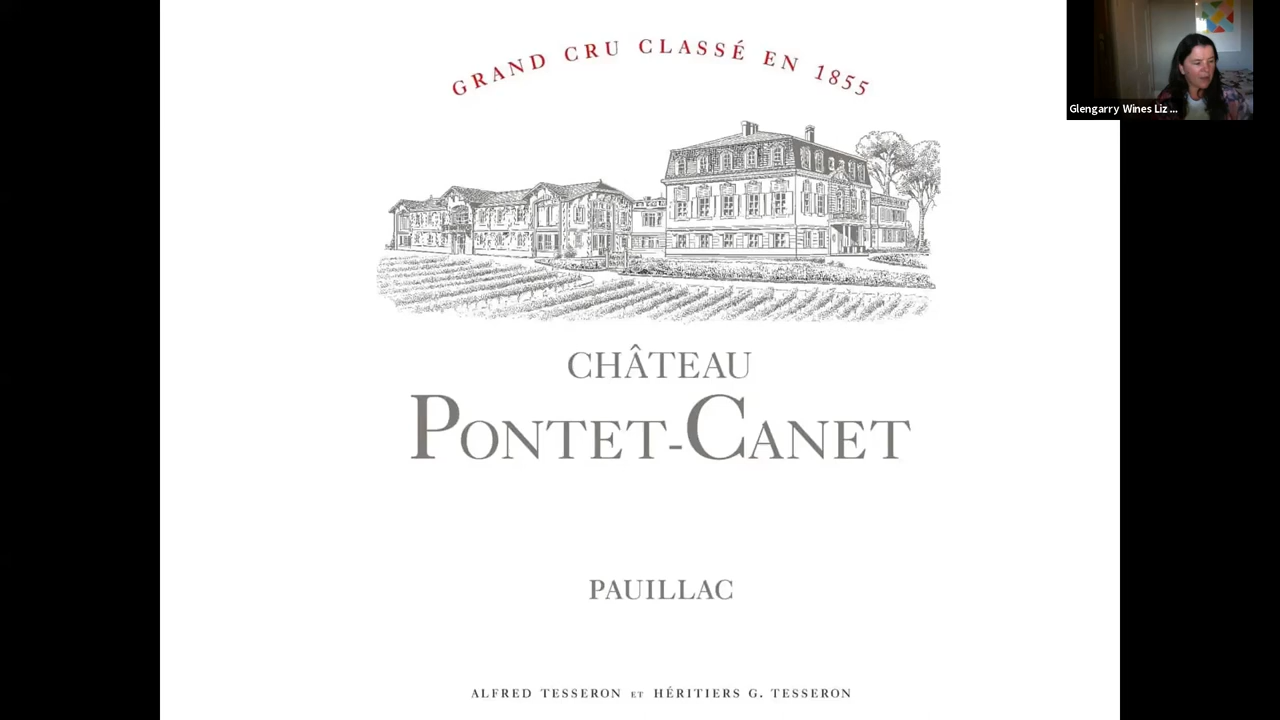 GRAND CRU CLASSÉ EN 1855
Glengarry Wines Liz ...
CHÂTEAU
PONTET-CANET
PAUILLAC
ALFRED TESSERON ET HÉRITIERS G. TESSERON